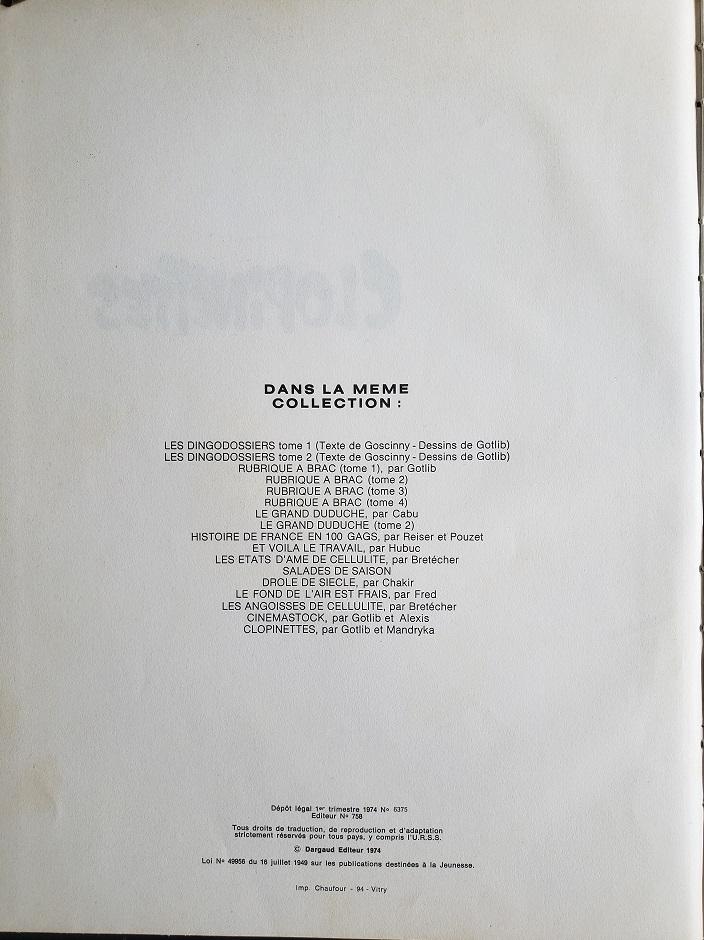 CLOPINETTES
DANS LA MEME
COLLECTION :
LES DINGODOSSIERS tome 1 (Texte de Goscinny - Dessins de Gotlib)
LES DINGODOSSIERS tome 2 (Texte de Goscinny - Dessins de Gotlib)
RUBRIQUE A BRAC (tome 1), par Gotlib
RUBRIQUE A BRAC (tome 2)
RUBRIQUE A BRAC (tome 3)
RUBRIQUE A BRAC (tome 4)
LE GRAND DUDUCHE, par Cabu
LE GRAND DUDUCHE (tome 2)
HISTOIRE DE FRANCE EN 100 GAGS, par Reiser et Pouzet
ET VOILA LE TRAVAIL, par Hubuc
LES ETATS D'AME DE CELLULITE, par Bretécher
SALADES DE SAISON
DROLE DE SIECLE, par Chakir
LE FOND DE L'AIR EST FRAIS, par Fred
LES ANGOISSES DE CELLULITE, par Bretécher
CINEMASTOCK, par Gotlib et Alexis
CLOPINETTES, par Gotlib et Mandryka
Dépôt légal 1er trimestre 1974 No 6375
Editeur No 758
Tous droits de traduction, de reproduction et d'adaptation
strictement réservés pour tous pays, y compris l'U.R.S.S.
© Dargaud Editeur 1974
Loi No 49956 du 16 juillet 1949 sur les publications destinées à la Jeunesse.
Imp. Chaufour - 94 - Vitry